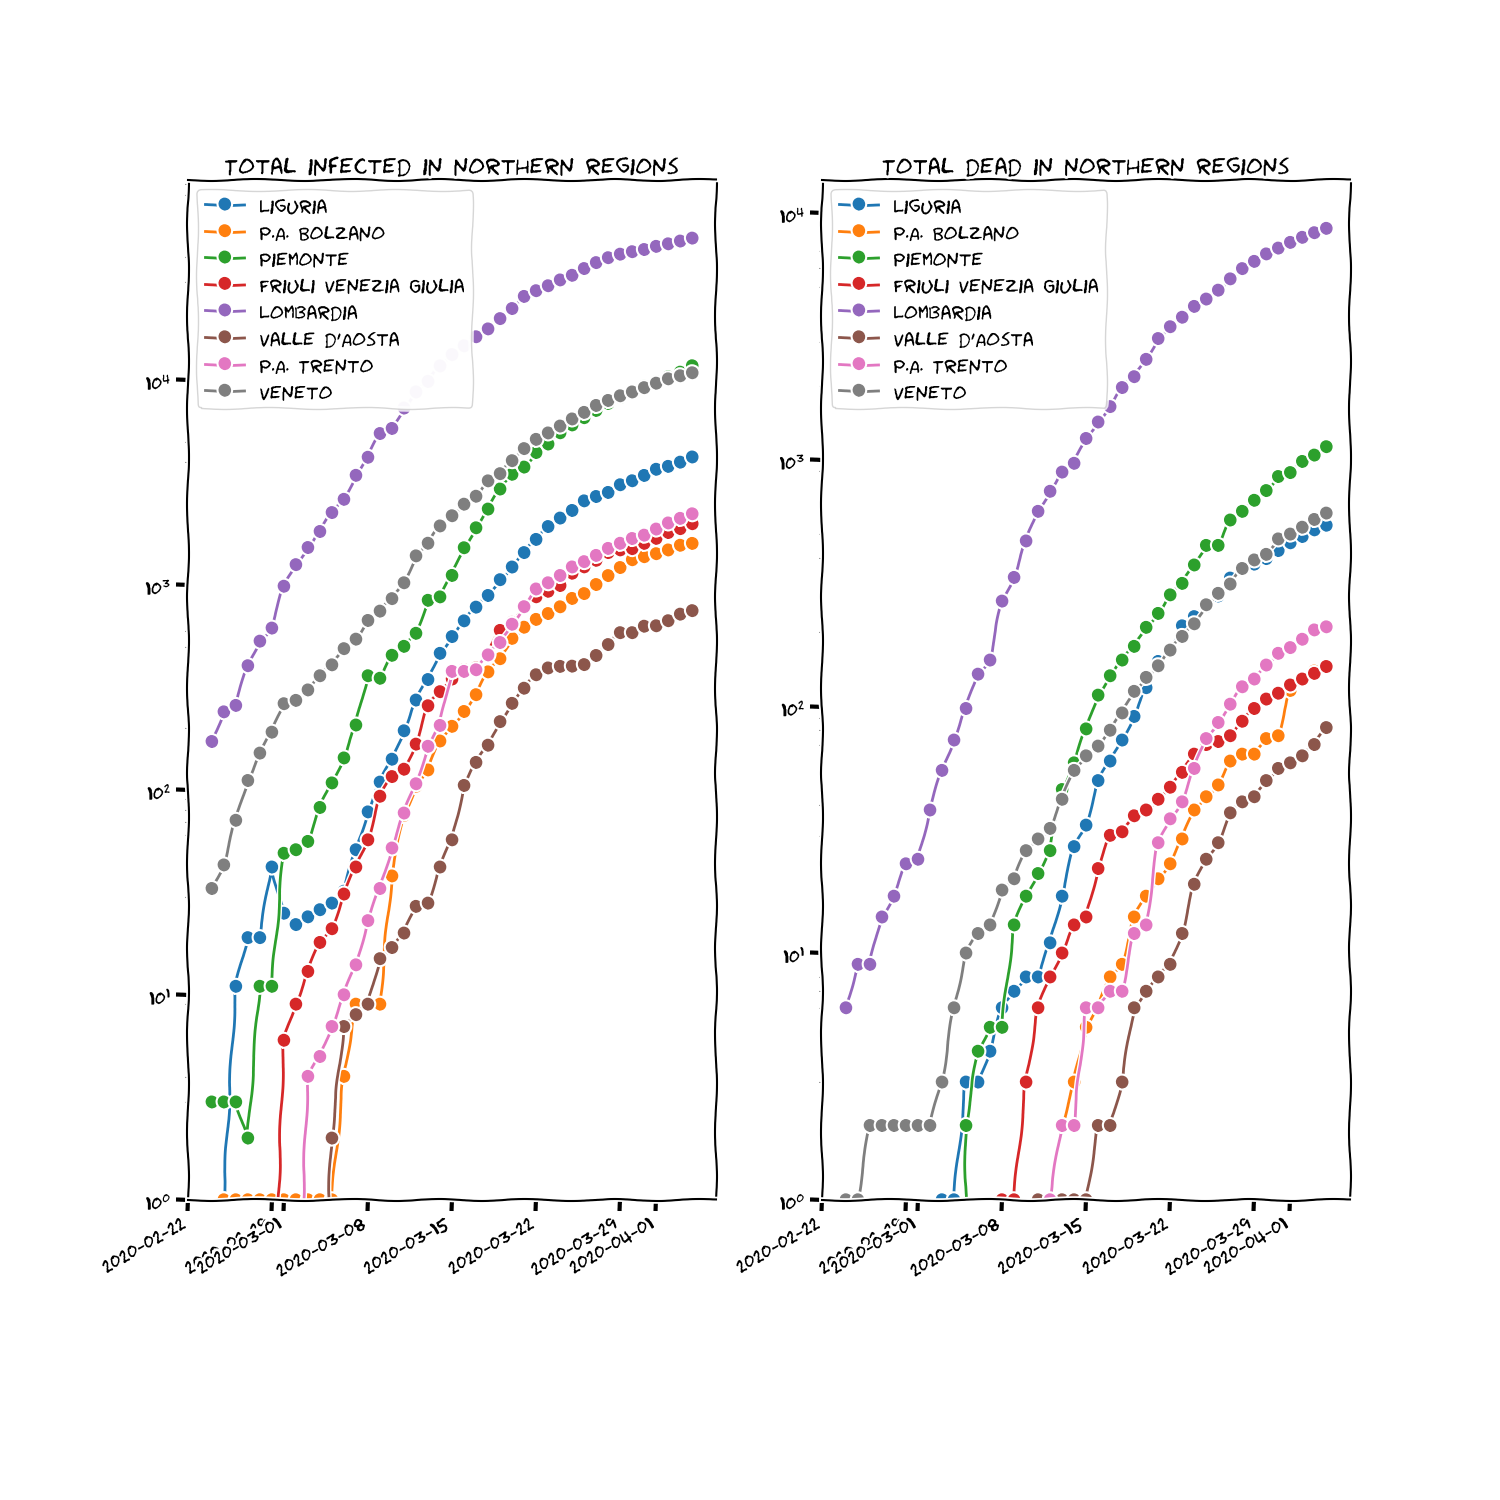 TOTAL INFECTED IN NORTHERN REGIONS
LIGURIA
P.A. BOLZANO
PIEMONTE
FRIULI VENEZIA GIULIA
LOMBARDIA
VALLE D'AOSTA
P.A. TRENTO
VENETO
10⁴
10³
10²
10¹
10⁰
2020-02-22
2020-03-01
2020-03-08
2020-03-15
2020-03-22
2020-03-29
2020-04-01
TOTAL DEAD IN NORTHERN REGIONS
LIGURIA
P.A. BOLZANO
PIEMONTE
FRIULI VENEZIA GIULIA
LOMBARDIA
VALLE D'AOSTA
P.A. TRENTO
VENETO
10⁴
10³
10²
10¹
10⁰
2020-02-22
2020-03-01
2020-03-08
2020-03-15
2020-03-22
2020-03-29
2020-04-01